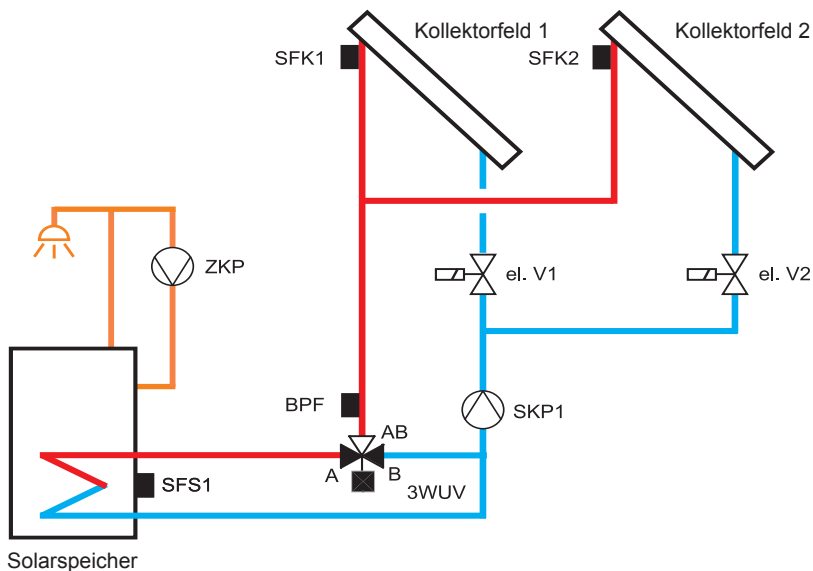 Kollektorfeld 1
Kollektorfeld 2
SFK1
SFK2
ZKP
el. V1
el. V2
BPF
SKP1
AB
A
B
SFS1
3WUV
Solarspeicher